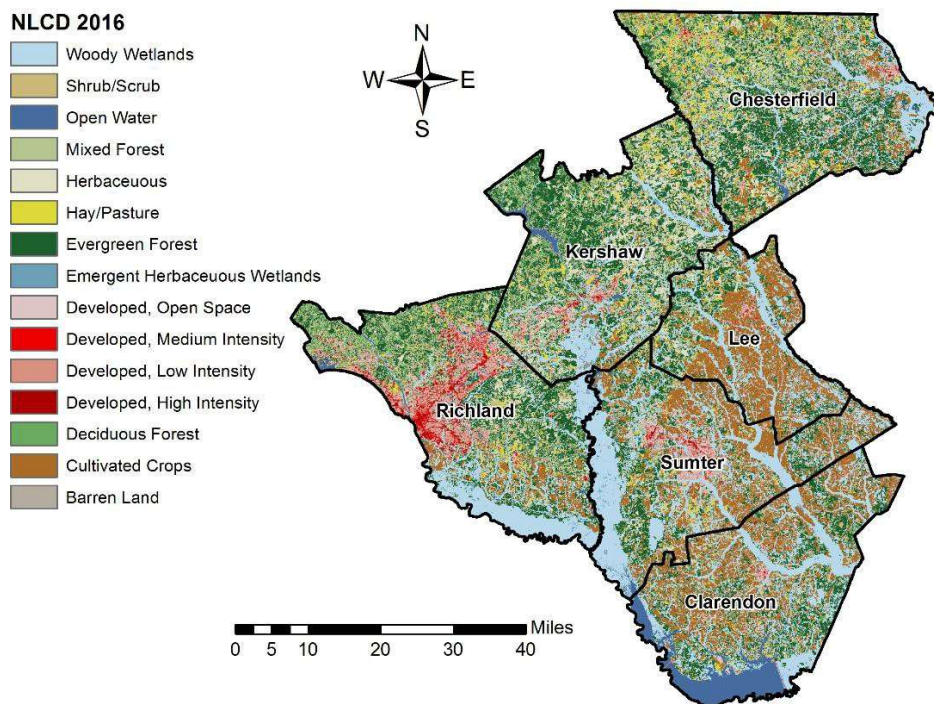 NLCD 2016
Woody Wetlands
Shrub/Scrub
Open Water
Mixed Forest
Herbaceuous
Hay/Pasture
Evergreen Forest
Emergent Herbaceuous Wetlands
Developed, Open Space
Developed, Medium Intensity
Developed, Low Intensity
Developed, High Intensity
Deciduous Forest
Cultivated Crops
Barren Land
N
W E
S
Chesterfield
Kershaw
Lee
Richland
Sumter
Clarendon
Miles
0 5 10 20 30 40